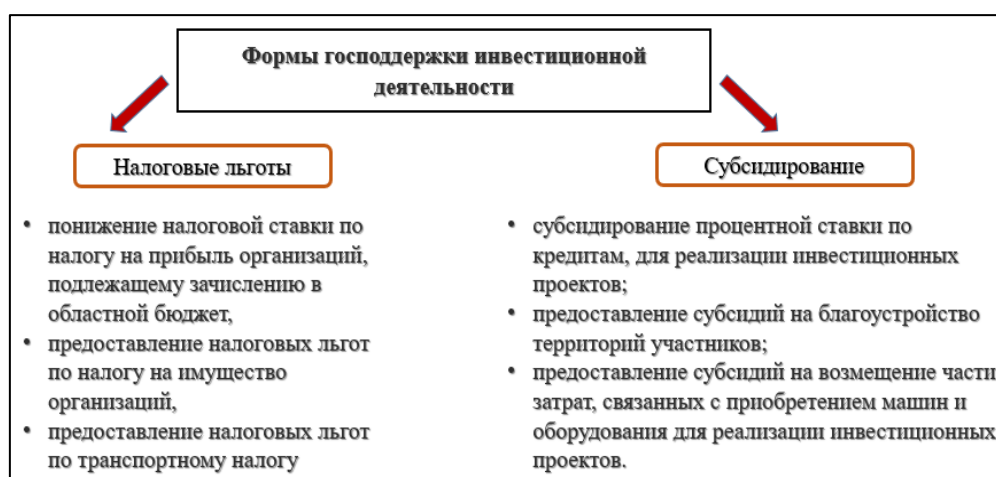 Формы господдержки инвестиционной
деятельности
Налоговые льготы
• понижение налоговой ставки по
налогу на прибыль организаций,
подлежащему зачислению в
областной бюджет,
• предоставление налоговых льгот
по налогу на имущество
организаций,
• предоставление налоговых льгот
по транспортному налогу
Субсидирование
• субсидирование процентной ставки по
кредитам, для реализации инвестиционных
проектов;
• предоставление субсидий на благоустройство
территорий участников;
• предоставление субсидий на возмещение части
затрат, связанных с приобретением машин и
оборудования для реализации инвестиционных
проектов.